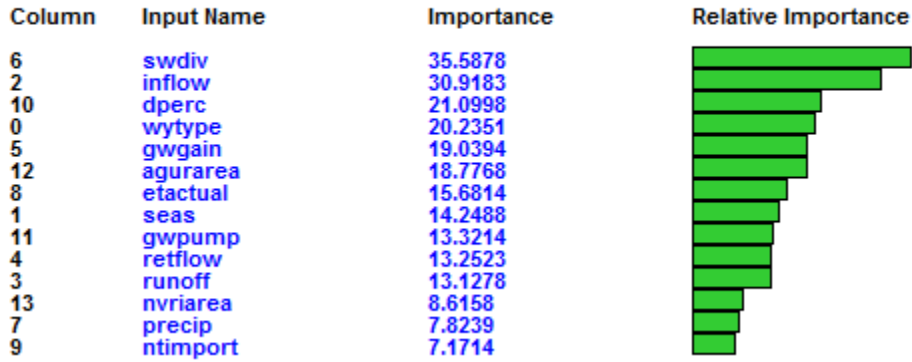 Column Input Name Importance Relative Importance
6 swdiv 35.5878
2 inflow 30.9183
10 dperc 21.0998
0 wytype 20.2351
5 gwgain 19.0394
12 agurarea 18.7768
8 etactual 15.6814
1 seas 14.2488
11 gwpump 13.3214
4 retflow 13.2523
3 runoff 13.1278
13 nvriarea 8.6158
7 precip 7.8239
9 ntimport 7.1714